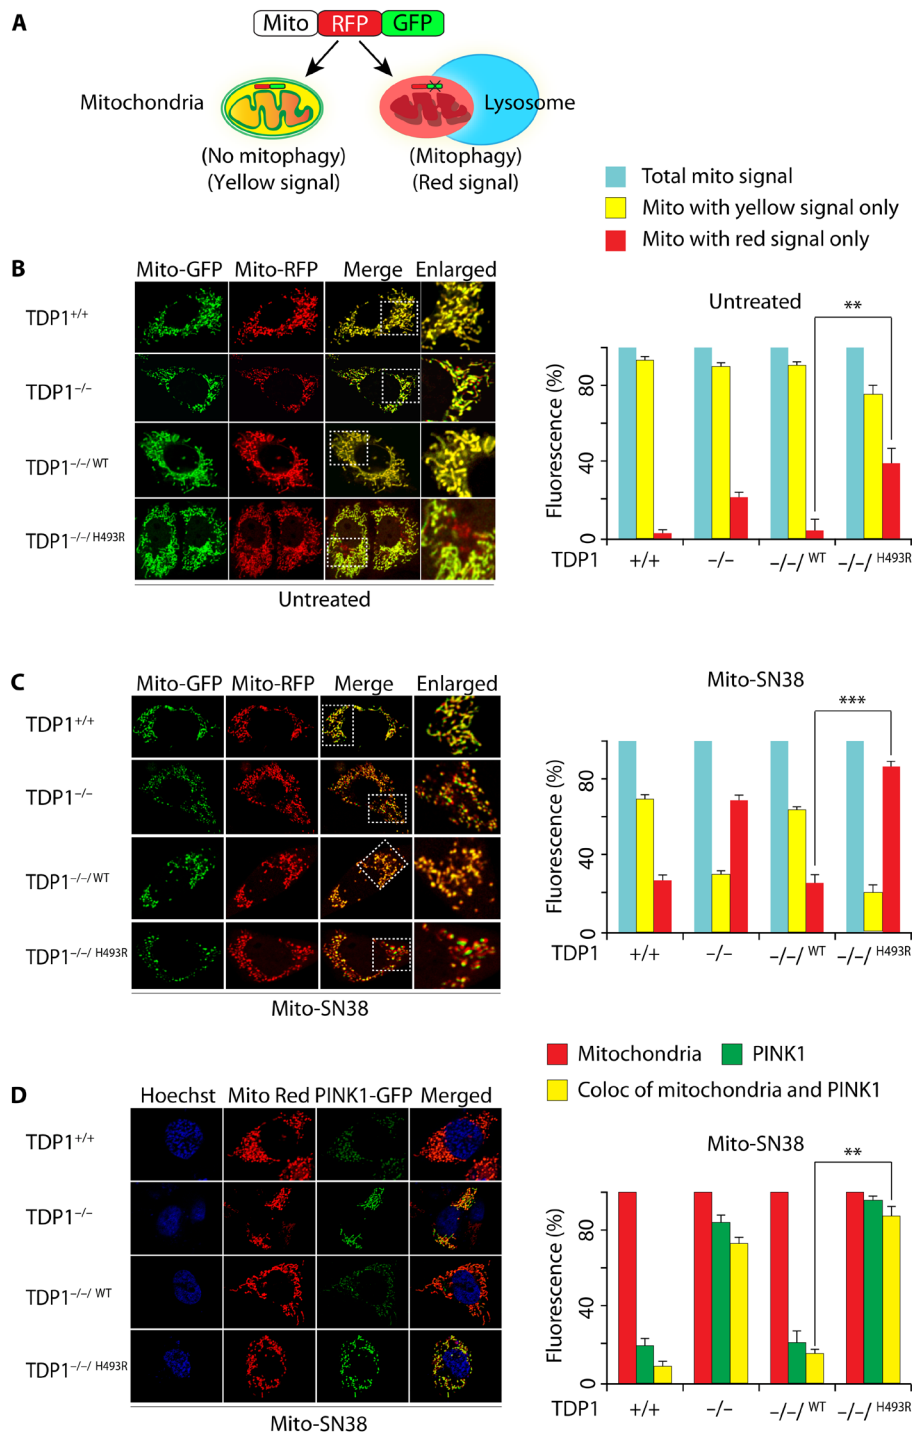 A
Mito RFP GFP
Mitochondria
Lysosome
(No mitophagy)
(Yellow signal)
(Mitophagy)
(Red signal)
Total mito signal
Mito with yellow signal only
Mito with red signal only
B
Mito-GFP Mito-RFP Merge Enlarged
TDP1+/+
TDP1−/−
TDP1−/−/ WT
TDP1−/−/ H493R
Untreated
Untreated
**
Fluorescence (%)
80
40
0
TDP1 +/+ −/− −/−/ WT −/−/ H493R
C
Mito-GFP Mito-RFP Merge Enlarged
TDP1+/+
TDP1−/−
TDP1−/−/ WT
TDP1−/−/ H493R
Mito-SN38
Mito-SN38
***
Fluorescence (%)
80
40
0
TDP1 +/+ −/− −/−/ WT −/−/ H493R
Mitochondria PINK1
Coloc of mitochondria and PINK1
D
Hoechst Mito Red PINK1-GFP Merged
TDP1+/+
TDP1−/−
TDP1−/−/ WT
TDP1−/−/ H493R
Mito-SN38
Mito-SN38
**
Fluorescence (%)
80
40
0
TDP1 +/+ −/− −/−/ WT −/−/ H493R